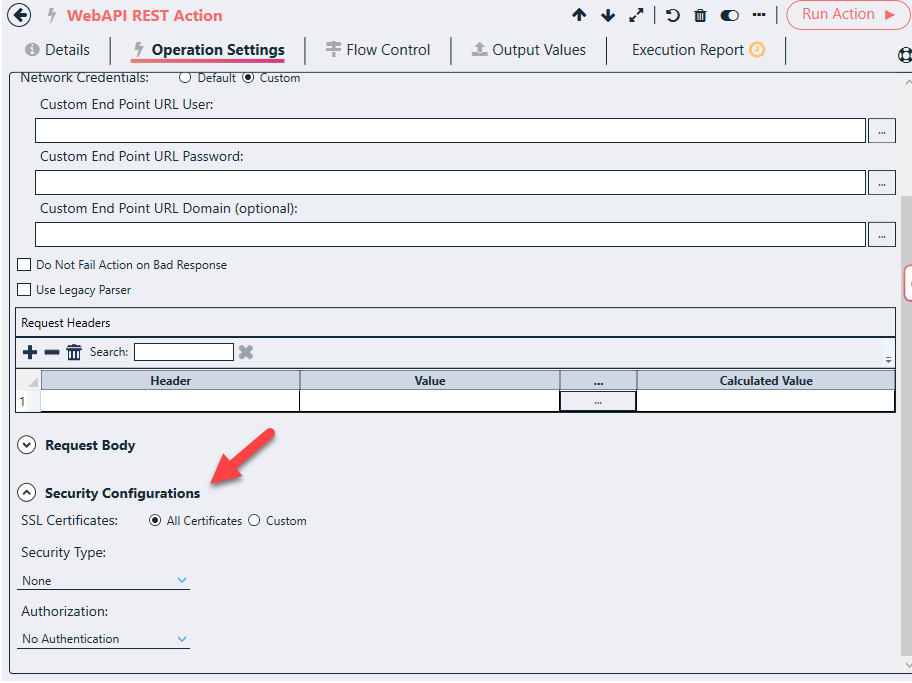 WebAPI REST Action
Run Action
Details
Operation Settings
Flow Control
Output Values
Execution Report
Network Credentials: Default Custom
Custom End Point URL User:
...
Custom End Point URL Password:
...
Custom End Point URL Domain (optional):
...
Do Not Fail Action on Bad Response
Use Legacy Parser
Request Headers
Search:
Header Value ... Calculated Value
1 ...
Request Body
Security Configurations
SSL Certificates: All Certificates Custom
Security Type:
None
Authorization:
No Authentication